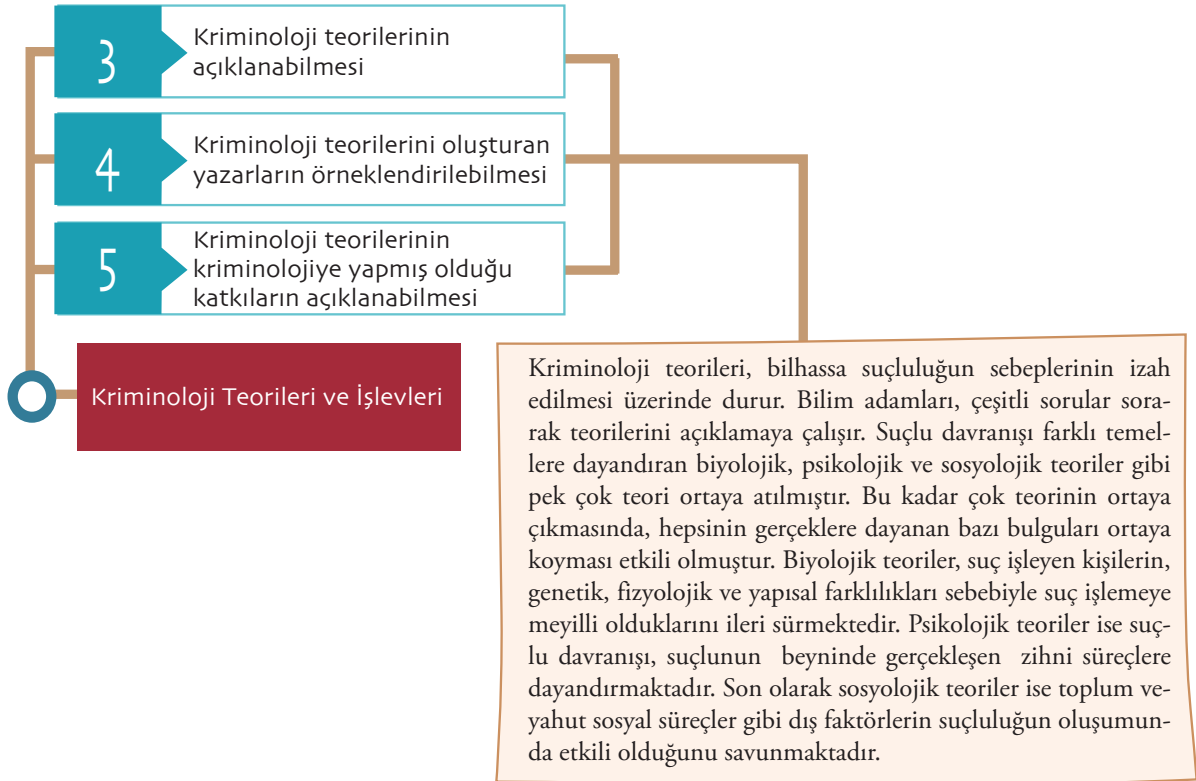 3
Kriminoloji teorilerinin
açıklanabilmesi
4
Kriminoloji teorilerini oluşturan
yazarların örneklendirilebilmesi
5
Kriminoloji teorilerinin
kriminolojiye yapmış olduğu
katkıların açıklanabilmesi
Kriminoloji Teorileri ve İşlevleri
Kriminoloji teorileri, bilhassa suçluluğun sebeplerinin izah
edilmesi üzerinde durur. Bilim adamları, çeşitli sorular sora-
rak teorilerini açıklamaya çalışır. Suçlu davranışı farklı temel-
lere dayandıran biyolojik, psikolojik ve sosyolojik teoriler gibi
pek çok teori ortaya atılmıştır. Bu kadar çok teorinin ortaya
çıkmasında, hepsinin gerçeklere dayanan bazı bulguları ortaya
koyması etkili olmuştur. Biyolojik teoriler, suç işleyen kişilerin,
genetik, fizyolojik ve yapısal farklılıkları sebebiyle suç işlemeye
meyilli olduklarını ileri sürmektedir. Psikolojik teoriler ise suç-
lu davranışı, suçlunun beyninde gerçekleşen zihni süreçlere
dayandırmaktadır. Son olarak sosyolojik teoriler ise toplum ve-
yahut sosyal süreçler gibi dış faktörlerin suçluluğun oluşumun-
da etkili olduğunu savunmaktadır.